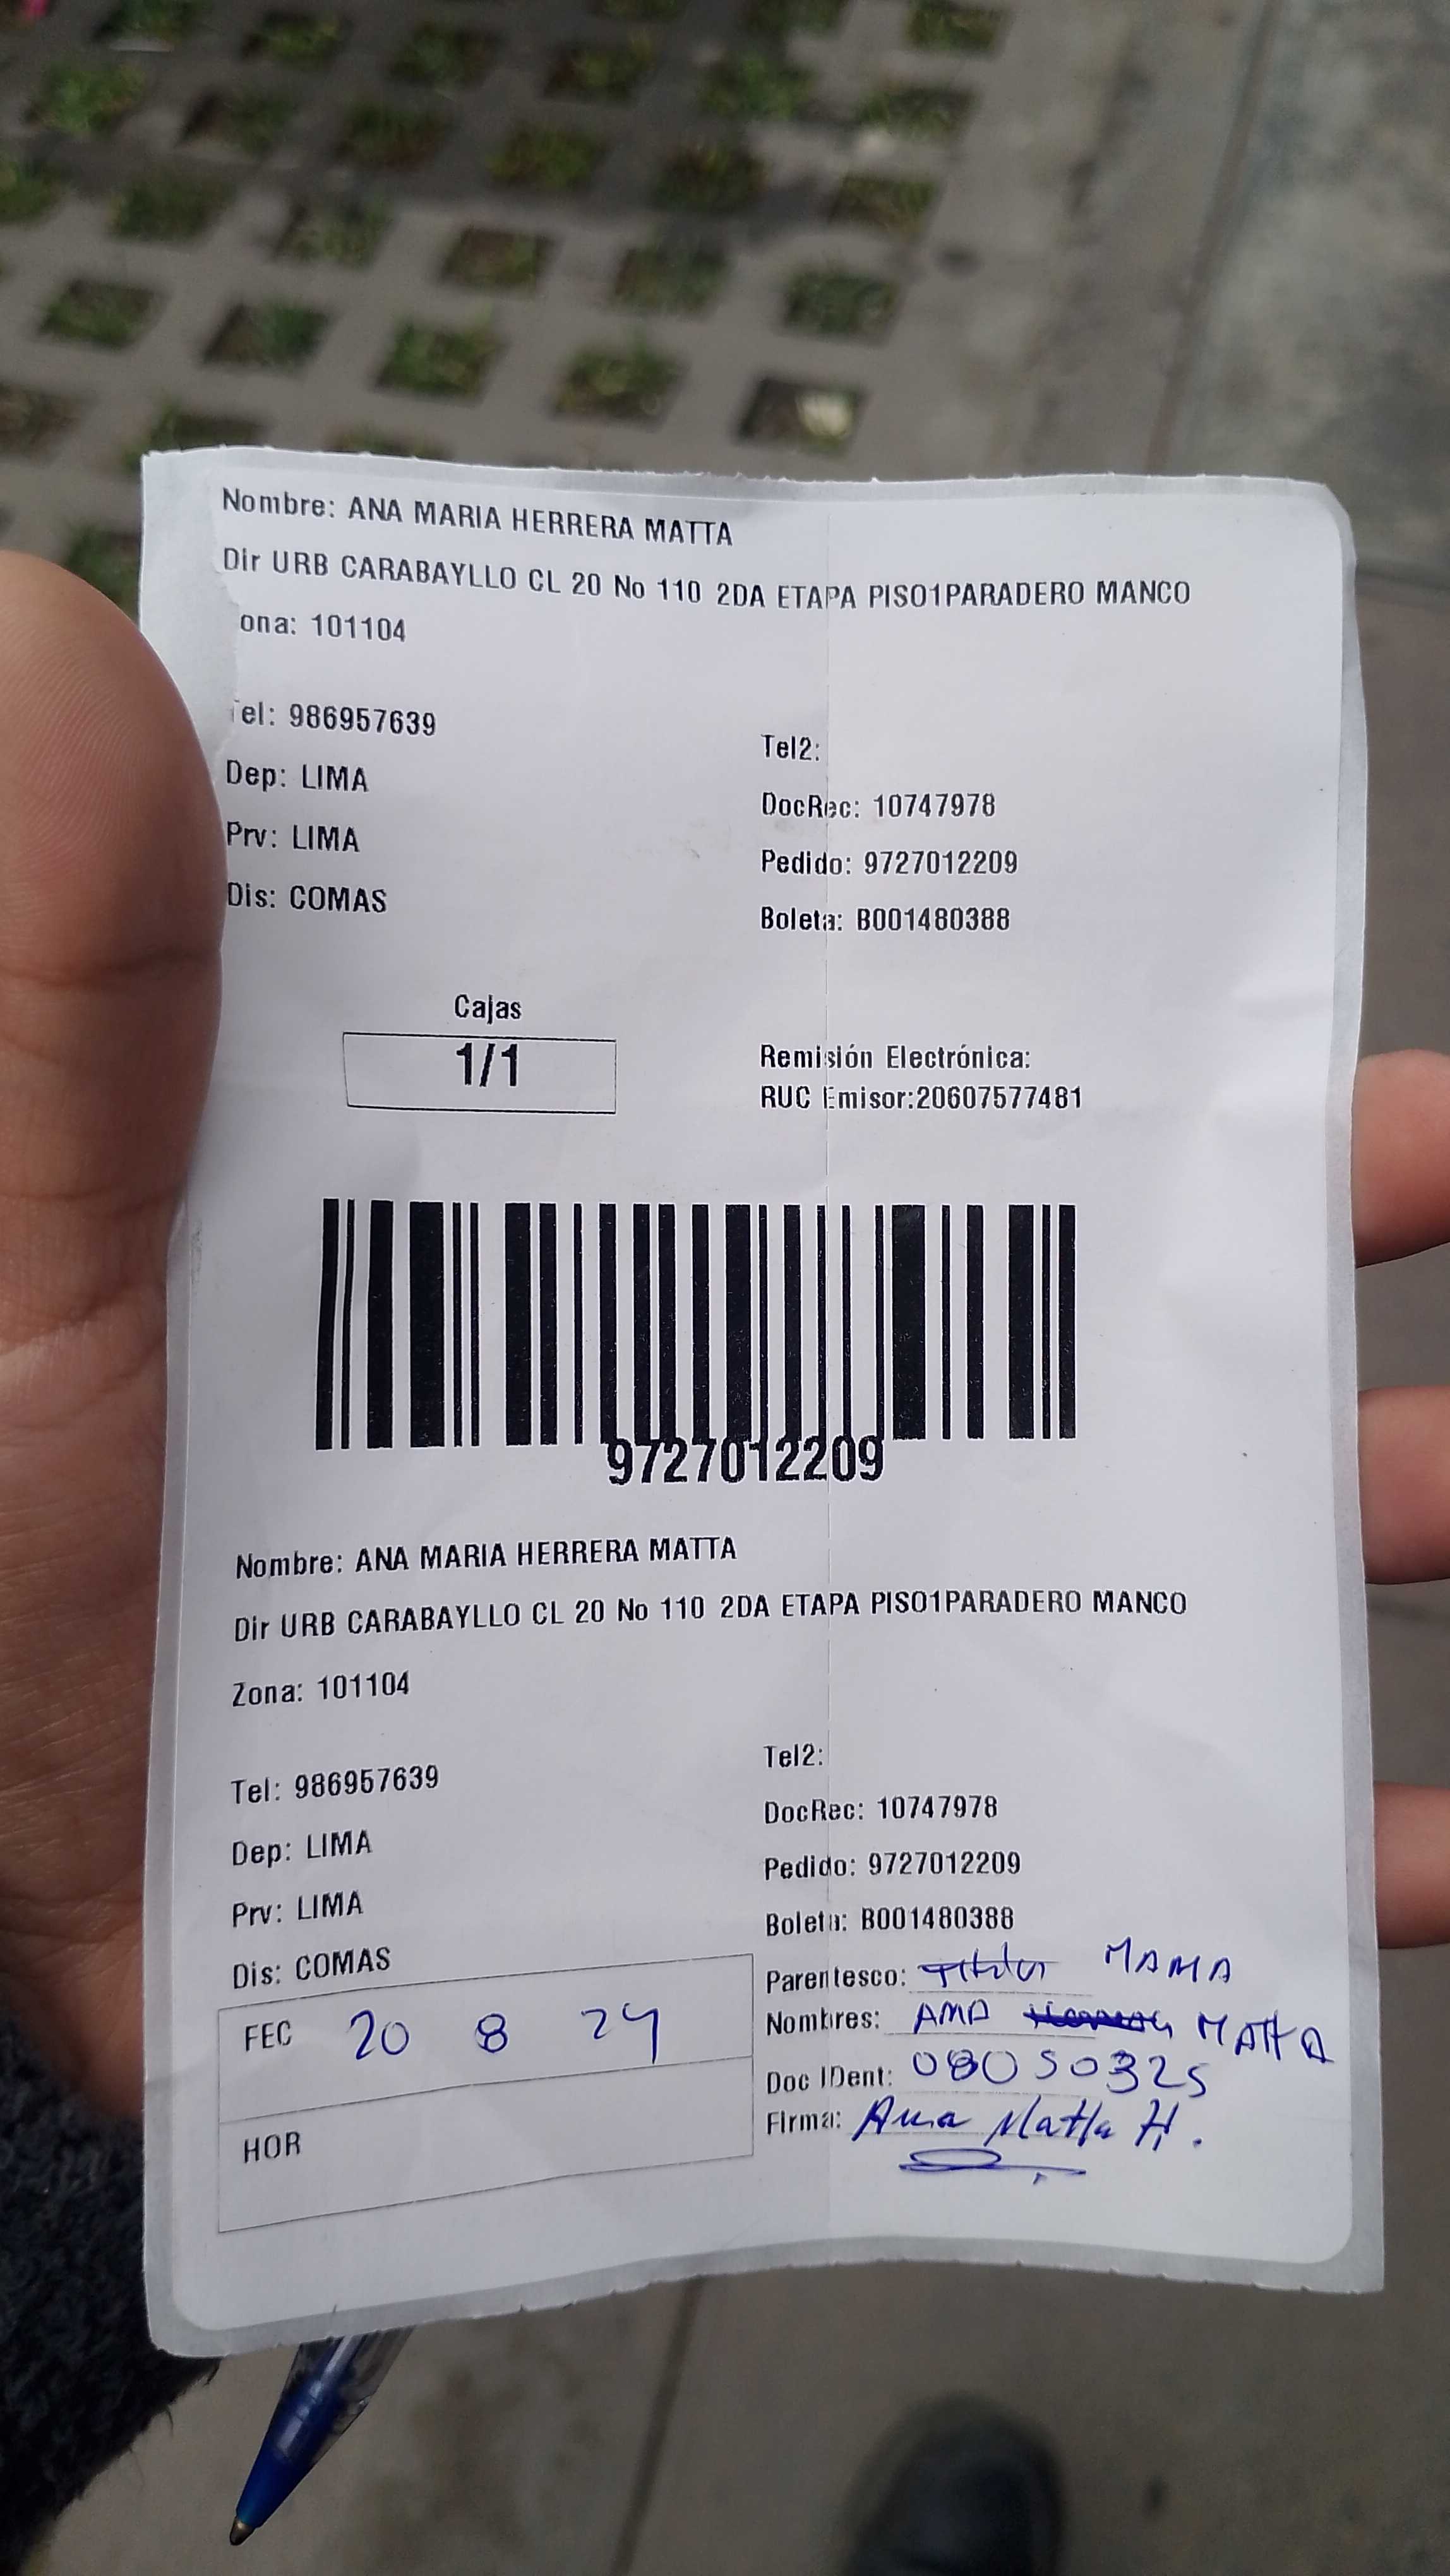 Nombre: ANA MARIA HERRERA MATTA
Dir URB CARABAYLLO CL 20 No 110 2DA ETAPA PISO1PARADERO MANCO
ona: 101104
Tel: 986957639
Tel2:
Dep: LIMA
DocRec: 10747978
Prv: LIMA
Pedido: 9727012209
Dis: COMAS
Boleta: B001480388
Cajas
1/1
Remisión Electrónica:
RUC Emisor:20607577481
9727012209
Nombre: ANA MARIA HERRERA MATTA
Dir URB CARABAYLLO CL 20 No 110 2DA ETAPA PISO1PARADERO MANCO
Zona: 101104
Tel: 986957639
Tel2:
Dep: LIMA
DocRec: 10747978
Prv: LIMA
Pedido: 9727012209
Dis: COMAS
Boleta: B001480388
Parentesco: Titular MAMA
FEC 20 8 24
Nombres: ANA MATTA
Doc IDent: 08050325
HOR
Firma: Ana Matta H.